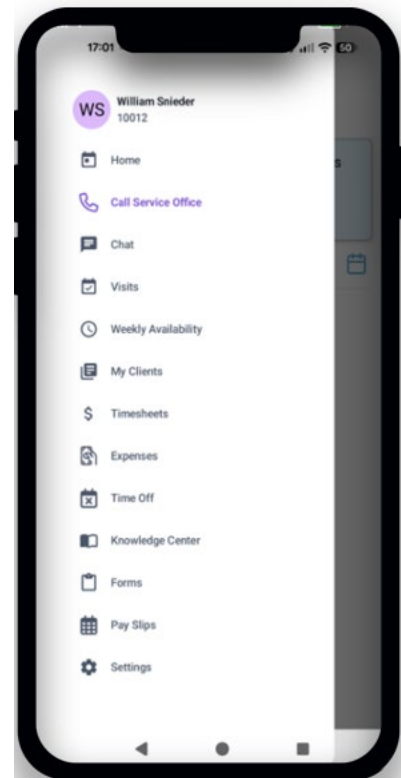 17:01
50
WS
William Snieder
10012
Home
S
Call Service Office
Chat
Visits
Weekly Availability
My Clients
Timesheets
Expenses
Time Off
Knowledge Center
Forms
Pay Slips
Settings